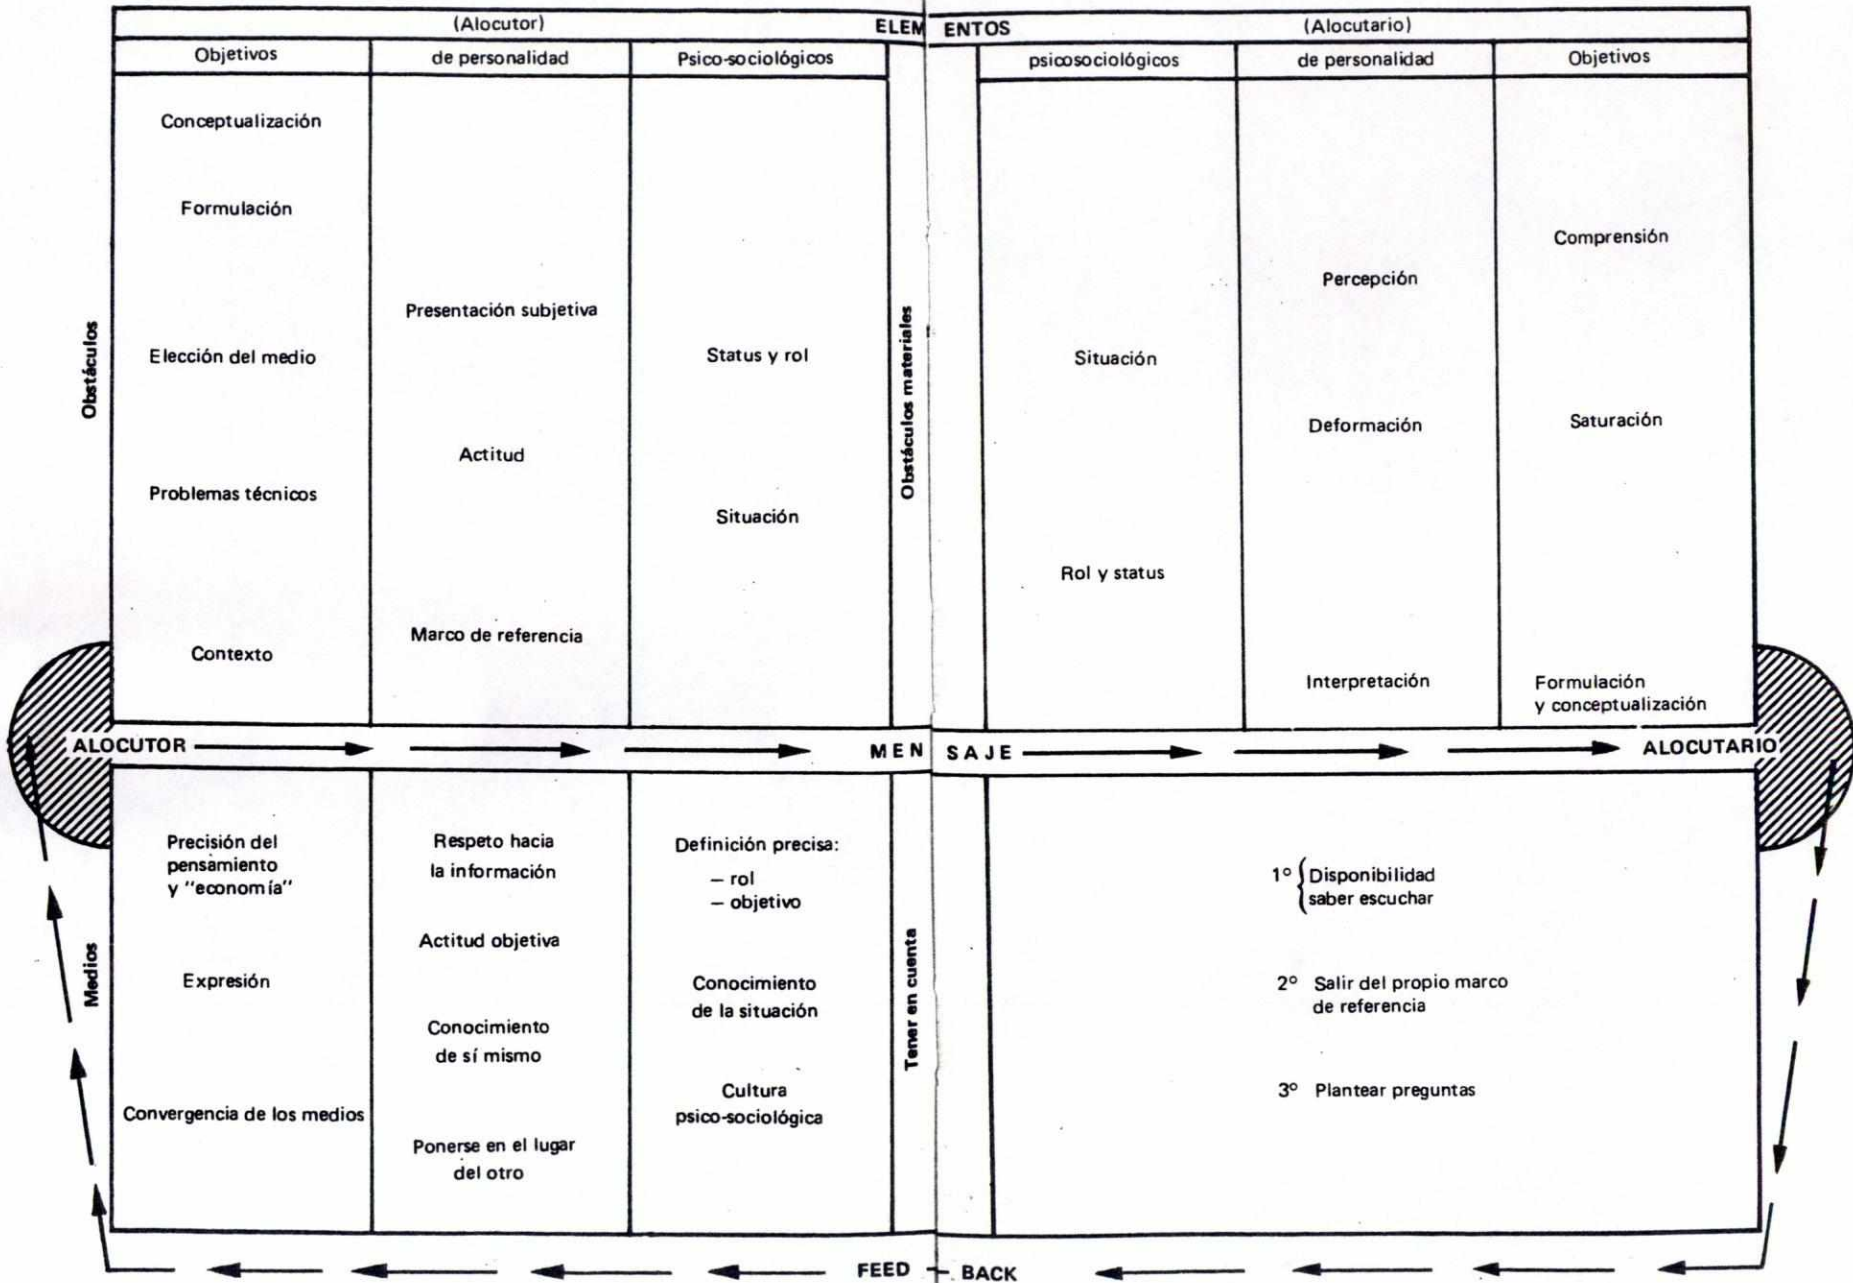 (Alocutor) ELEMENTOS (Alocutario)
Objetivos de personalidad Psico-sociológicos psicosociológicos de personalidad Objetivos
Obstáculos
Conceptualización
Formulación
Elección del medio
Problemas técnicos
Contexto
Presentación subjetiva
Actitud
Marco de referencia
Status y rol
Situación
Obstáculos materiales
Situación
Rol y status
Percepción
Deformación
Interpretación
Comprensión
Saturación
Formulación
y conceptualización
ALOCUTOR MEN SAJE ALOCUTARIO
Medios
Precisión del
pensamiento
y "economía"
Expresión
Convergencia de los medios
Respeto hacia
la información
Actitud objetiva
Conocimiento
de sí mismo
Ponerse en el lugar
del otro
Definición precisa:
— rol
— objetivo
Conocimiento
de la situación
Cultura
psico-sociológica
Tener en cuenta
1º Disponibilidad
saber escuchar
2º Salir del propio marco
de referencia
3º Plantear preguntas
FEED - BACK